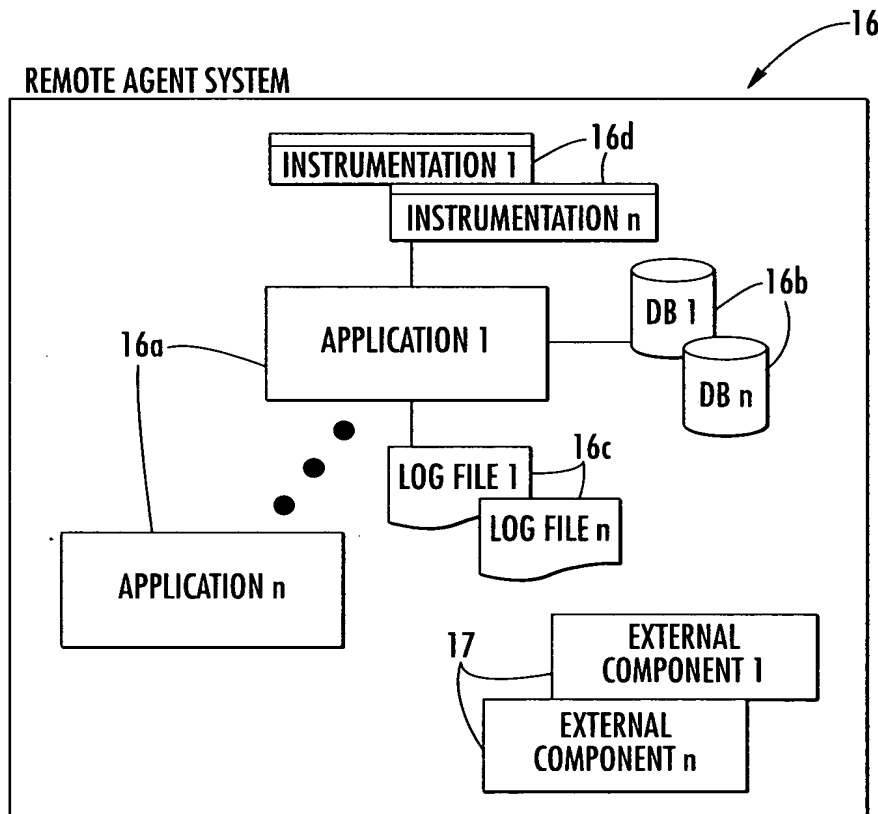 16
REMOTE AGENT SYSTEM
16d
INSTRUMENTATION 1
INSTRUMENTATION n
16b
DB 1
DB n
16a
APPLICATION 1
16c
LOG FILE 1
LOG FILE n
APPLICATION n
17
EXTERNAL
COMPONENT 1
EXTERNAL
COMPONENT n